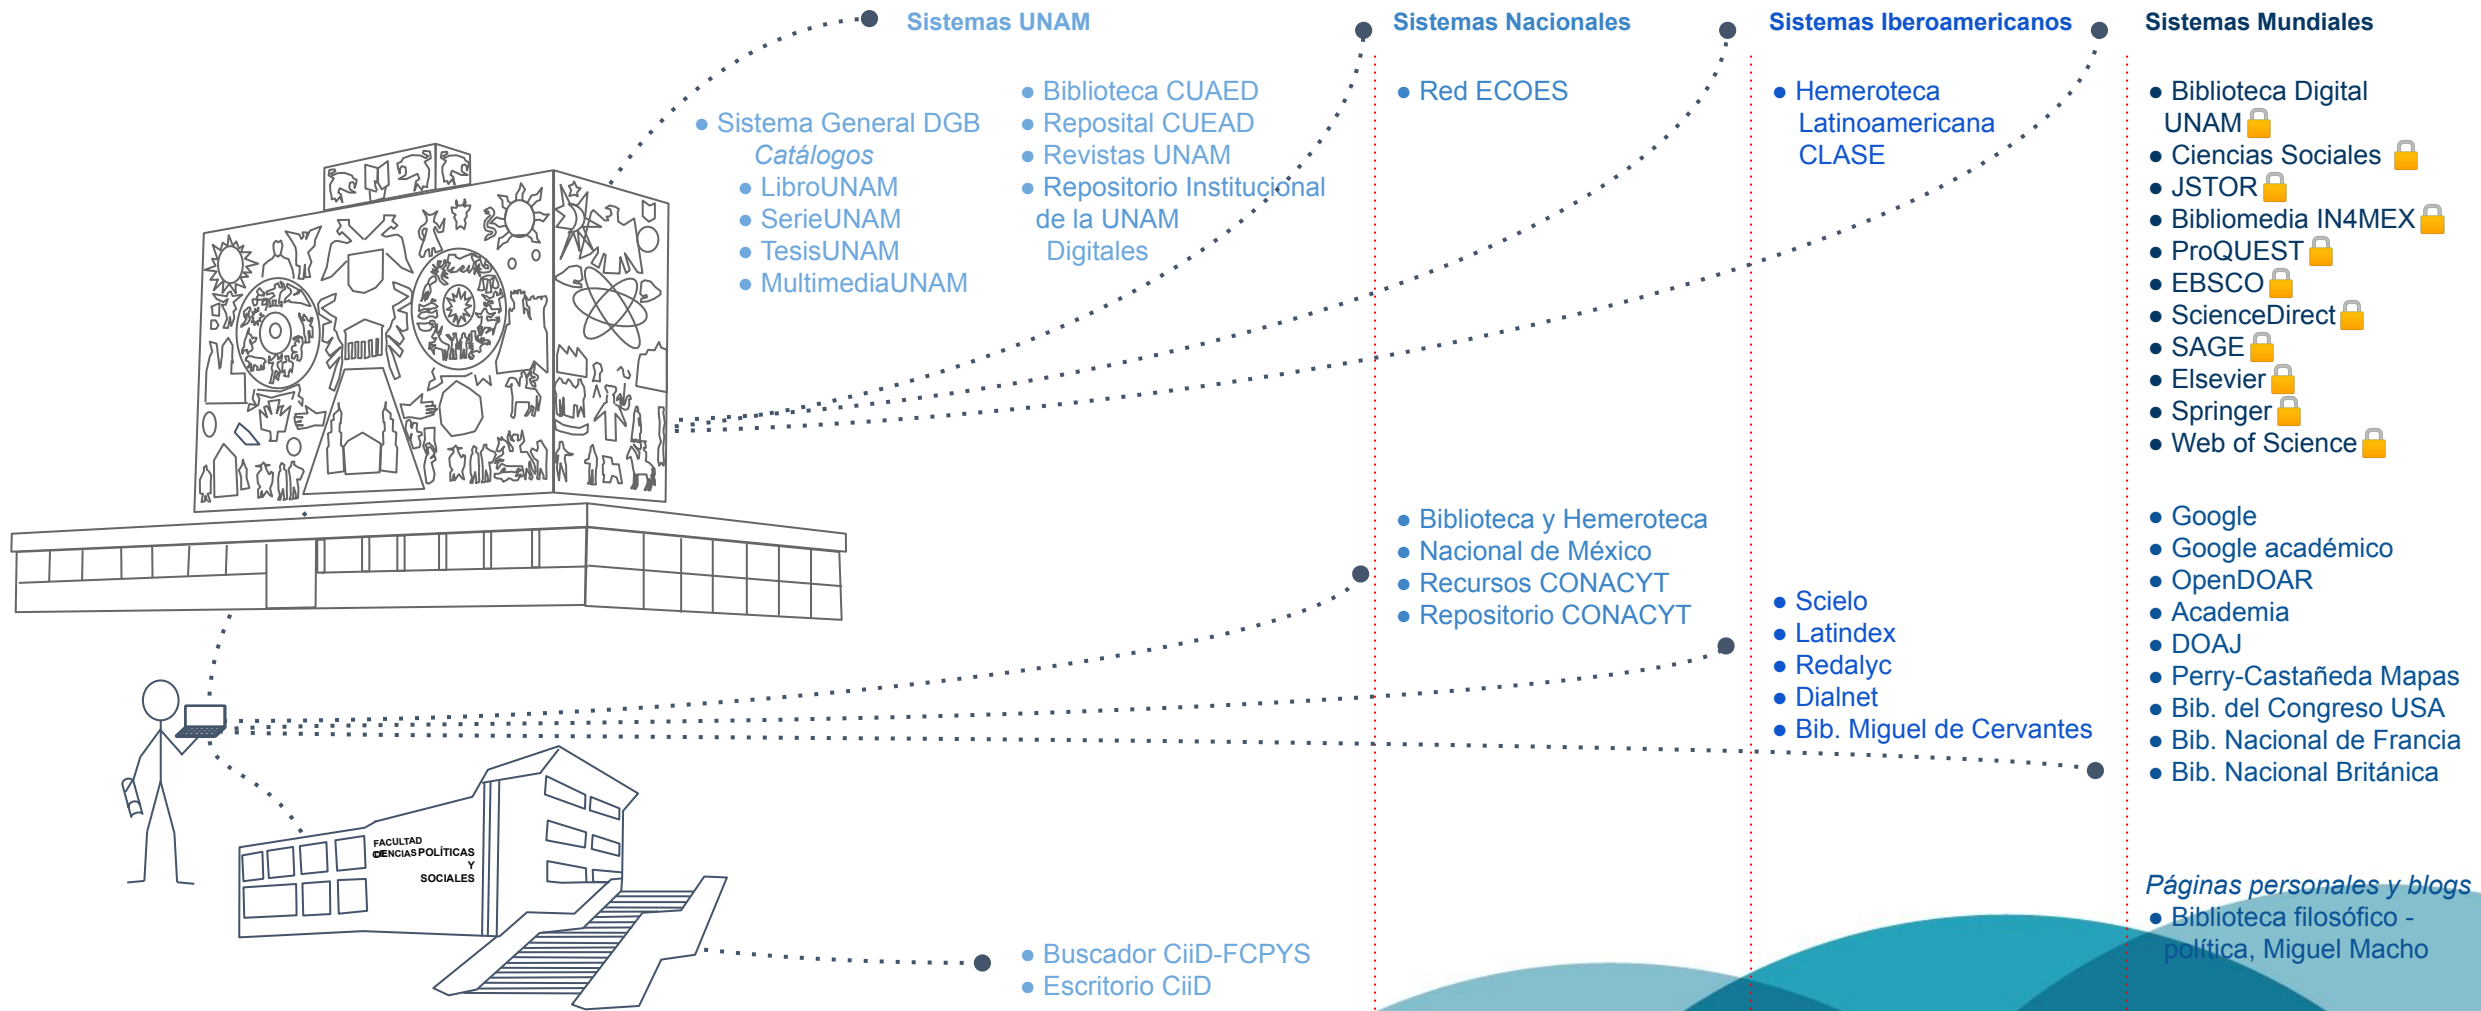 Sistemas UNAM
● Sistema General DGB
Catálogos
● LibroUNAM
● SerieUNAM
● TesisUNAM
● MultimediaUNAM
● Biblioteca CUAED
● Reposital CUEAD
● Revistas UNAM
● Repositorio Institucional
de la UNAM
Digitales
Sistemas Nacionales
● Red ECOES
● Biblioteca y Hemeroteca
● Nacional de México
● Recursos CONACYT
● Repositorio CONACYT
Sistemas Iberoamericanos
● Hemeroteca
Latinoamericana
CLASE
● Scielo
● Latindex
● Redalyc
● Dialnet
● Bib. Miguel de Cervantes
Sistemas Mundiales
● Biblioteca Digital
UNAM
● Ciencias Sociales
● JSTOR
● Bibliomedia IN4MEX
● ProQUEST
● EBSCO
● ScienceDirect
● SAGE
● Elsevier
● Springer
● Web of Science
● Google
● Google académico
● OpenDOAR
● Academia
● DOAJ
● Perry-Castañeda Mapas
● Bib. del Congreso USA
● Bib. Nacional de Francia
● Bib. Nacional Británica
Páginas personales y blogs
● Biblioteca filosófico -
política, Miguel Macho
FACULTAD
DE
CIENCIAS POLÍTICAS
Y
SOCIALES
● Buscador CiiD-FCPYS
● Escritorio CiiD